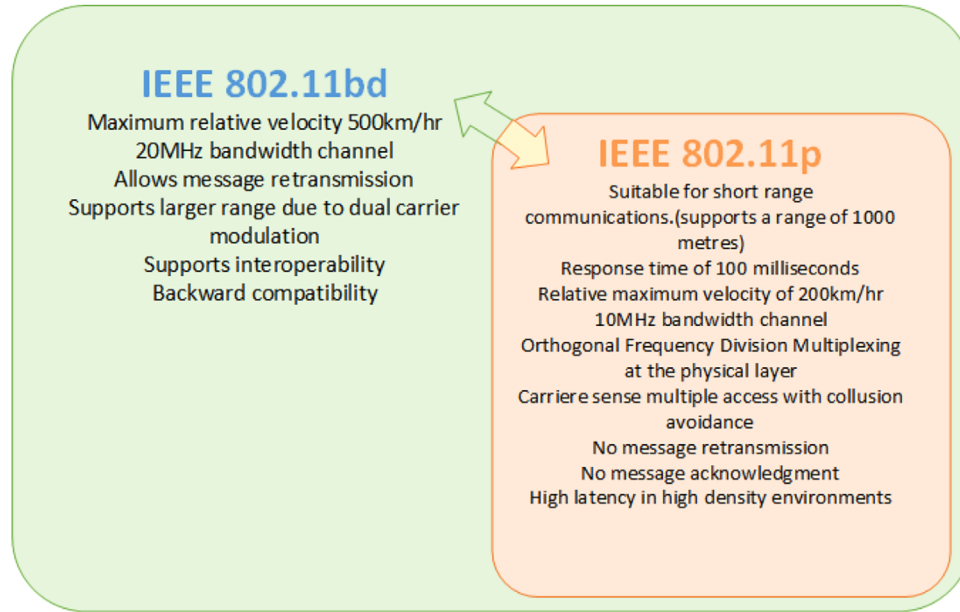 IEEE 802.11bd
Maximum relative velocity 500km/hr
20MHz bandwidth channel
Allows message retransmission
Supports larger range due to dual carrier
modulation
Supports interoperability
Backward compatibility
IEEE 802.11p
Suitable for short range
communications.(supports a range of 1000
metres)
Response time of 100 milliseconds
Relative maximum velocity of 200km/hr
10MHz bandwidth channel
Orthogonal Frequency Division Multiplexing
at the physical layer
Carriere sense multiple access with collusion
avoidance
No message retransmission
No message acknowledgment
High latency in high density environments